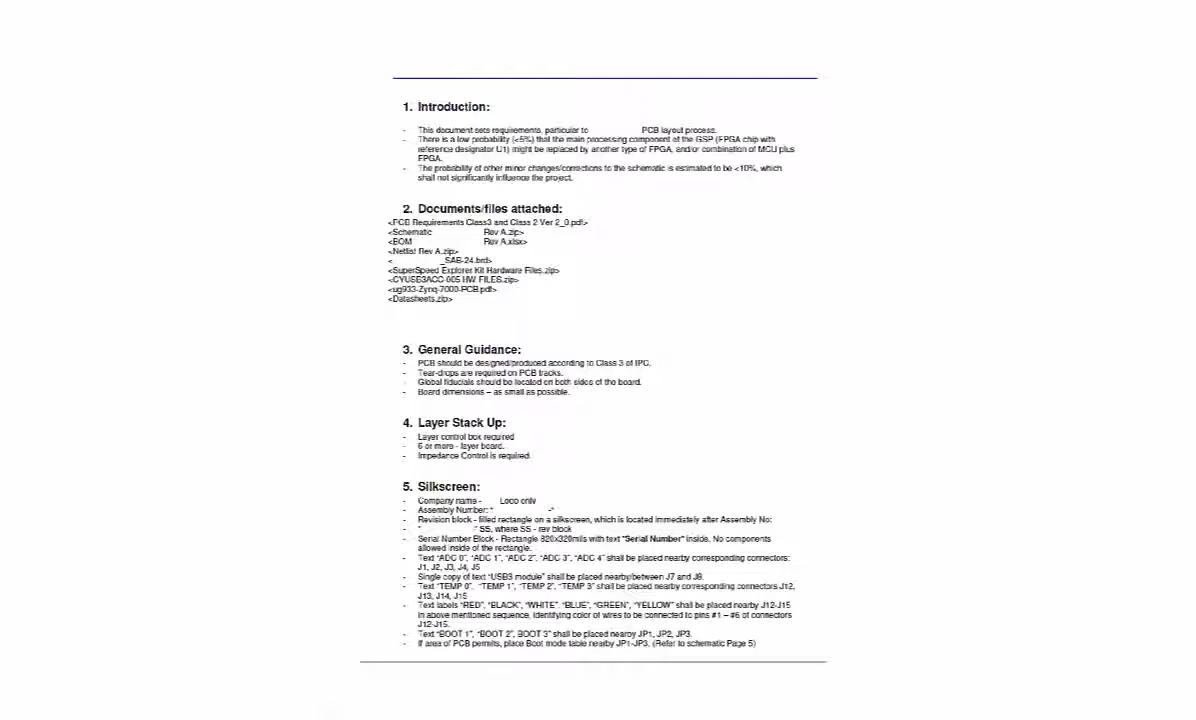 1. Introduction:
- This document sets requirements, particular to PCB layout process.
- There is a low probability (<5%) that the main processing component of the GSP (FPGA chip with
reference designator U1) might be replaced by another type of FPGA, and/or combination of MCU plus
FPGA.
- The probability of other minor changes/corrections to the schematic is estimated to be <10%, which
shall not significantly influence the project.
2. Documents/files attached:
<PCB Requirements Class3 and Class 2 Ver 2_0.pdf>
<Schematic Rev A.zip>
<BOM Rev A.xlsx>
<Netlist Rev A.zip>
< _SAB-24.brd>
<SuperSpeed Explorer Kit Hardware Files.zip>
<CYUSB3ACC-005 HW FILES.zip>
<ug933-Zynq-7000-PCB.pdf>
<Datasheets.zip>
3. General Guidance:
- PCB should be designed/produced according to Class 3 of IPC.
- Tear-drops are required on PCB tracks.
- Global fiducials should be located on both sides of the board.
- Board dimensions – as small as possible.
4. Layer Stack Up:
- Layer control box required
- 6 or more - layer board.
- Impedance Control is required.
5. Silkscreen:
- Company name - Logo only
- Assembly Number: " -"
- Revision block - filled rectangle on a silkscreen, which is located immediately after Assembly No:
- " " SS, where SS - rev block
- Serial Number Block - Rectangle 820x320mils with text "Serial Number" inside. No components
allowed inside of the rectangle.
- Text "ADC 0", "ADC 1", "ADC 2", "ADC 3", "ADC 4" shall be placed nearby corresponding connectors:
J1, J2, J3, J4, J5
- Single copy of text "USB3 module" shall be placed nearby/between J7 and J8.
- Text "TEMP 0", "TEMP 1", "TEMP 2", "TEMP 3" shall be placed nearby corresponding connectors J12,
J13, J14, J15
- Text labels "RED", "BLACK", "WHITE", "BLUE", "GREEN", "YELLOW" shall be placed nearby J12-J15
in above mentioned sequence, identifying color of wires to be connected to pins #1 – #6 of connectors
J12-J15.
- Text "BOOT 1", "BOOT 2", BOOT 3" shall be placed nearby JP1, JP2, JP3.
- If area of PCB permits, place Boot mode table nearby JP1-JP3. (Refer to schematic Page 5)